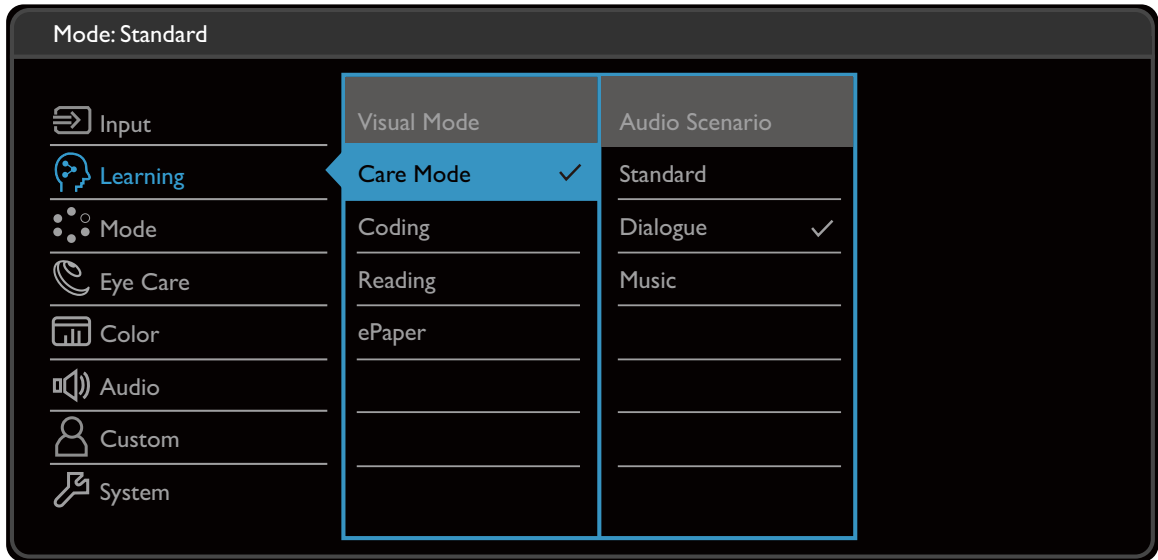 Mode: Standard
Input
Learning
Mode
Eye Care
Color
Audio
Custom
System
Visual Mode
Care Mode
Coding
Reading
ePaper
Audio Scenario
Standard
Dialogue
Music